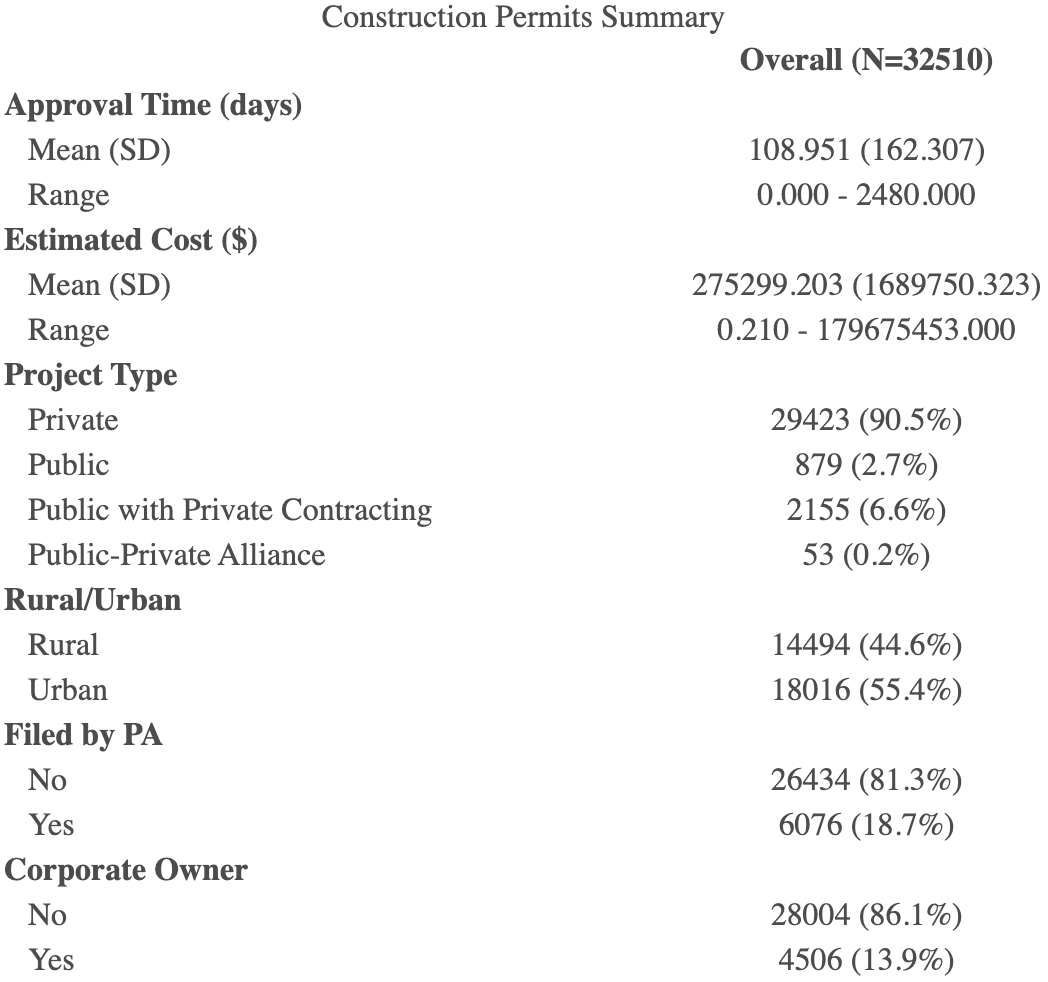 Construction Permits Summary
Overall (N=32510)
Approval Time (days)
Mean (SD) 108.951 (162.307)
Range 0.000 - 2480.000
Estimated Cost ($)
Mean (SD) 275299.203 (1689750.323)
Range 0.210 - 179675453.000
Project Type
Private 29423 (90.5%)
Public 879 (2.7%)
Public with Private Contracting 2155 (6.6%)
Public-Private Alliance 53 (0.2%)
Rural/Urban
Rural 14494 (44.6%)
Urban 18016 (55.4%)
Filed by PA
No 26434 (81.3%)
Yes 6076 (18.7%)
Corporate Owner
No 28004 (86.1%)
Yes 4506 (13.9%)